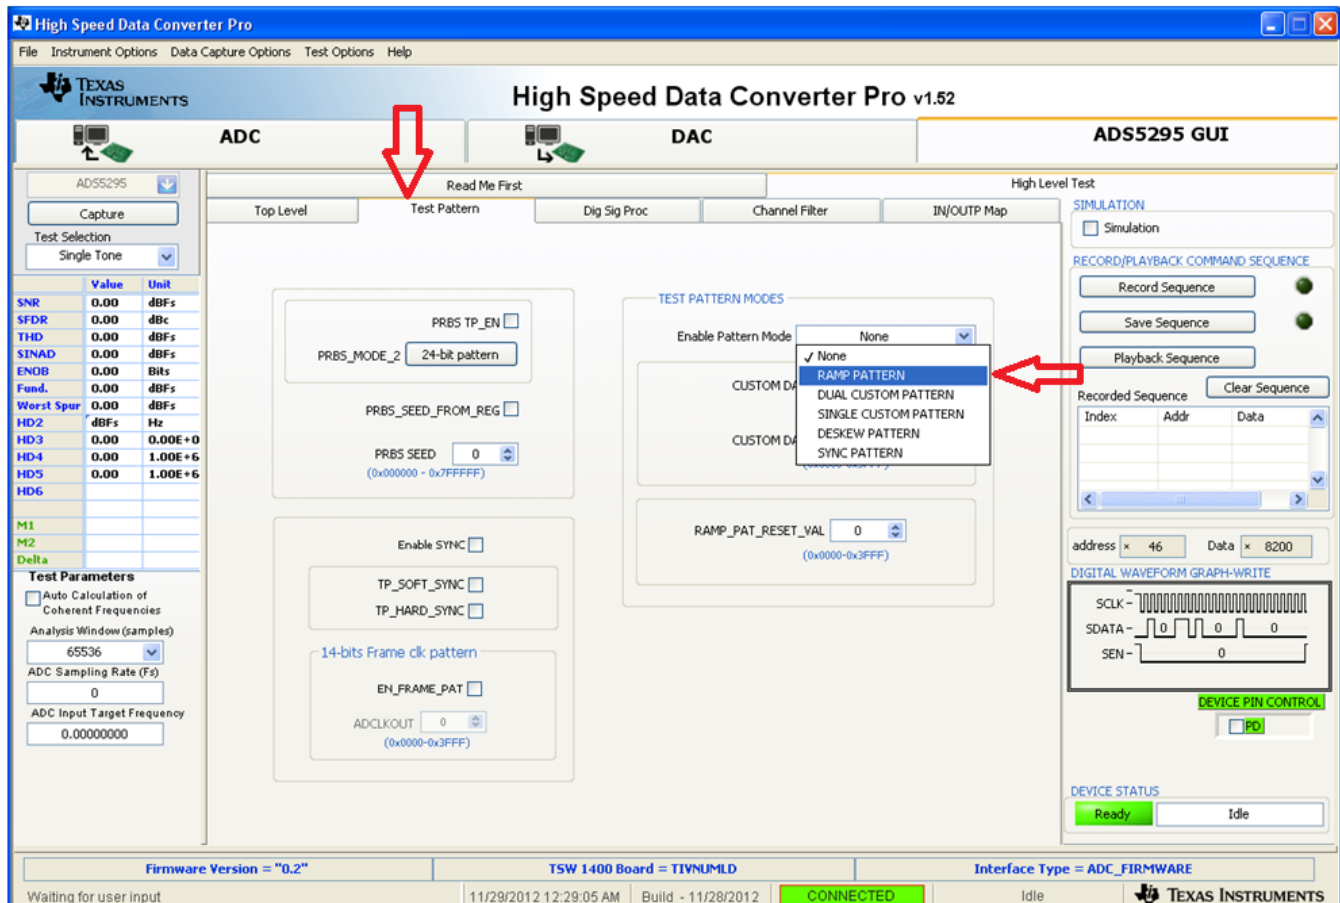 High Speed Data Converter Pro
File Instrument Options Data Capture Options Test Options Help
TEXAS INSTRUMENTS
High Speed Data Converter Pro v1.52
ADC
DAC
ADS5295 GUI
ADS5295
Capture
Test Selection
Single Tone
Value Unit
SNR 0.00 dBFs
SFDR 0.00 dBc
THD 0.00 dBFs
SINAD 0.00 dBFs
ENOB 0.00 Bits
Fund. 0.00 dBFs
Worst Spur 0.00 dBFs
HD2 dBFs Hz
HD3 0.00 0.00E+0
HD4 0.00 1.00E+6
HD5 0.00 1.00E+6
HD6
M1
M2
Delta
Test Parameters
Auto Calculation of
Coherent Frequencies
Analysis Window (samples)
65536
ADC Sampling Rate (Fs)
0
ADC Input Target Frequency
0.00000000
Read Me First
High Level Test
Top Level
Test Pattern
Dig Sig Proc
Channel Filter
IN/OUTP Map
PRBS TP_EN
PRBS_MODE_2 24-bit pattern
PRBS_SEED_FROM_REG
PRBS SEED 0
(0x000000 - 0x7FFFFF)
Enable SYNC
TP_SOFT_SYNC
TP_HARD_SYNC
14-bits Frame clk pattern
EN_FRAME_PAT
ADCLKOUT 0
(0x0000-0x3FFF)
TEST PATTERN MODES
Enable Pattern Mode None
✓ None
RAMP PATTERN
DUAL CUSTOM PATTERN
SINGLE CUSTOM PATTERN
DESKEW PATTERN
SYNC PATTERN
CUSTOM
CUSTOM
RAMP_PAT_RESET_VAL 0
(0x0000-0x3FFF)
SIMULATION
Simulation
RECORD/PLAYBACK COMMAND SEQUENCE
Record Sequence
Save Sequence
Playback Sequence
Recorded Sequence
Clear Sequence
Index Addr Data
address × 46 Data × 8200
DIGITAL WAVEFORM GRAPH-WRITE
SCLK
SDATA 0 0 0
SEN 0
DEVICE PIN CONTROL
PD
DEVICE STATUS
Ready Idle
Firmware Version = "0.2"
TSW 1400 Board = TIVNUMLD
Interface Type = ADC_FIRMWARE
Waiting for user input
11/29/2012 12:29:05 AM
Build - 11/28/2012
CONNECTED
Idle
TEXAS INSTRUMENTS